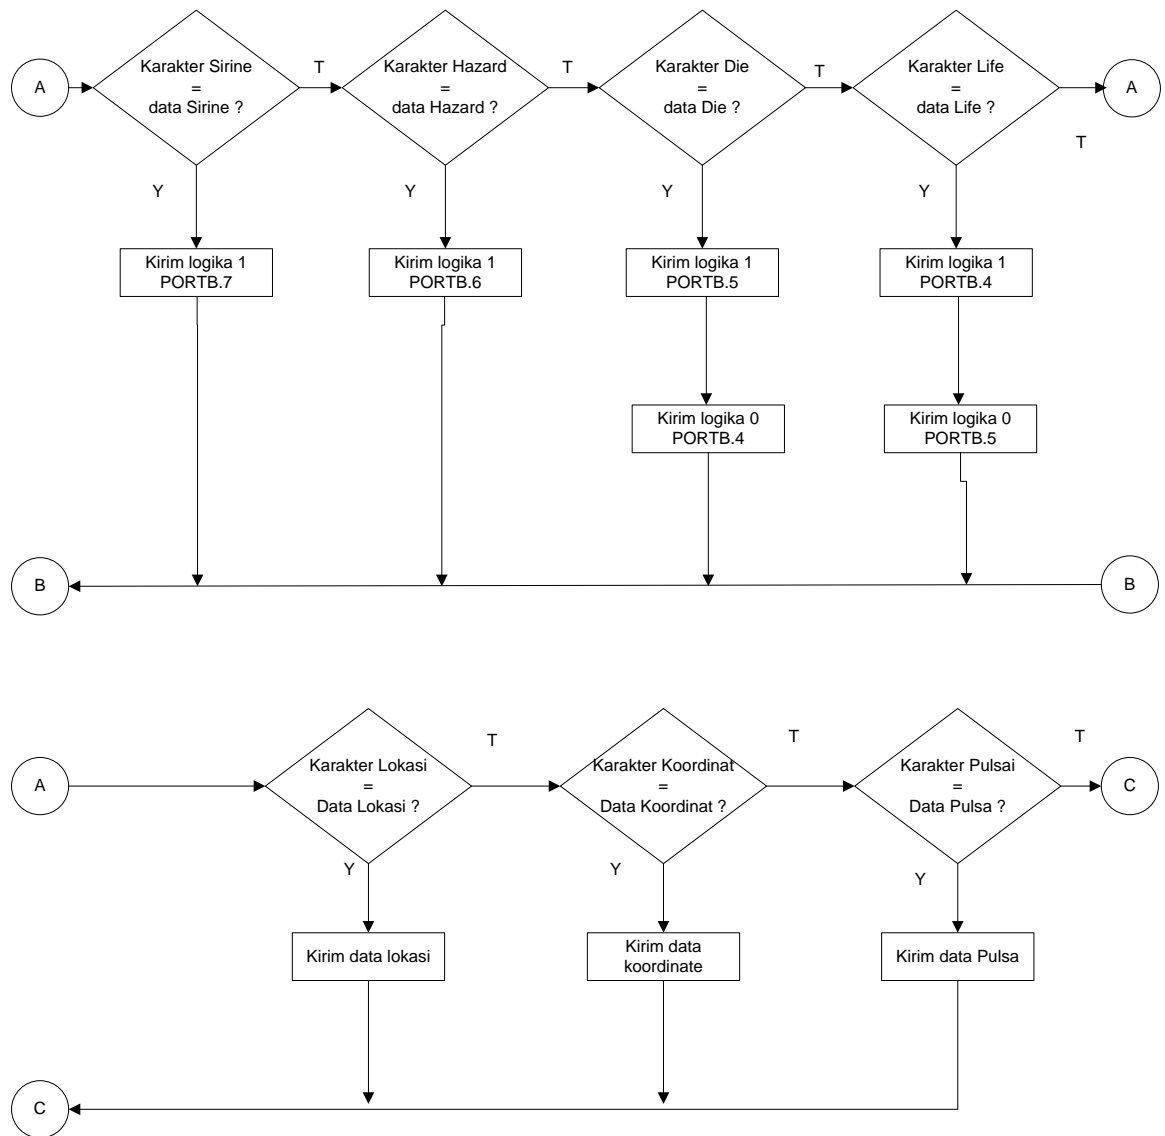 A
Karakter Sirine
=
data Sirine ?
T
Karakter Hazard
=
data Hazard ?
T
Karakter Die
=
data Die ?
T
Karakter Life
=
data Life ?
A
T
Y
Y
Y
Y
Kirim logika 1
PORTB.7
Kirim logika 1
PORTB.6
Kirim logika 1
PORTB.5
Kirim logika 1
PORTB.4
Kirim logika 0
PORTB.4
Kirim logika 0
PORTB.5
B
B
A
Karakter Lokasi
=
Data Lokasi ?
T
Karakter Koordinat
=
Data Koordinat ?
T
Karakter Pulsai
=
Data Pulsa ?
T
C
Y
Y
Y
Kirim data lokasi
Kirim data
koordinate
Kirim data Pulsa
C